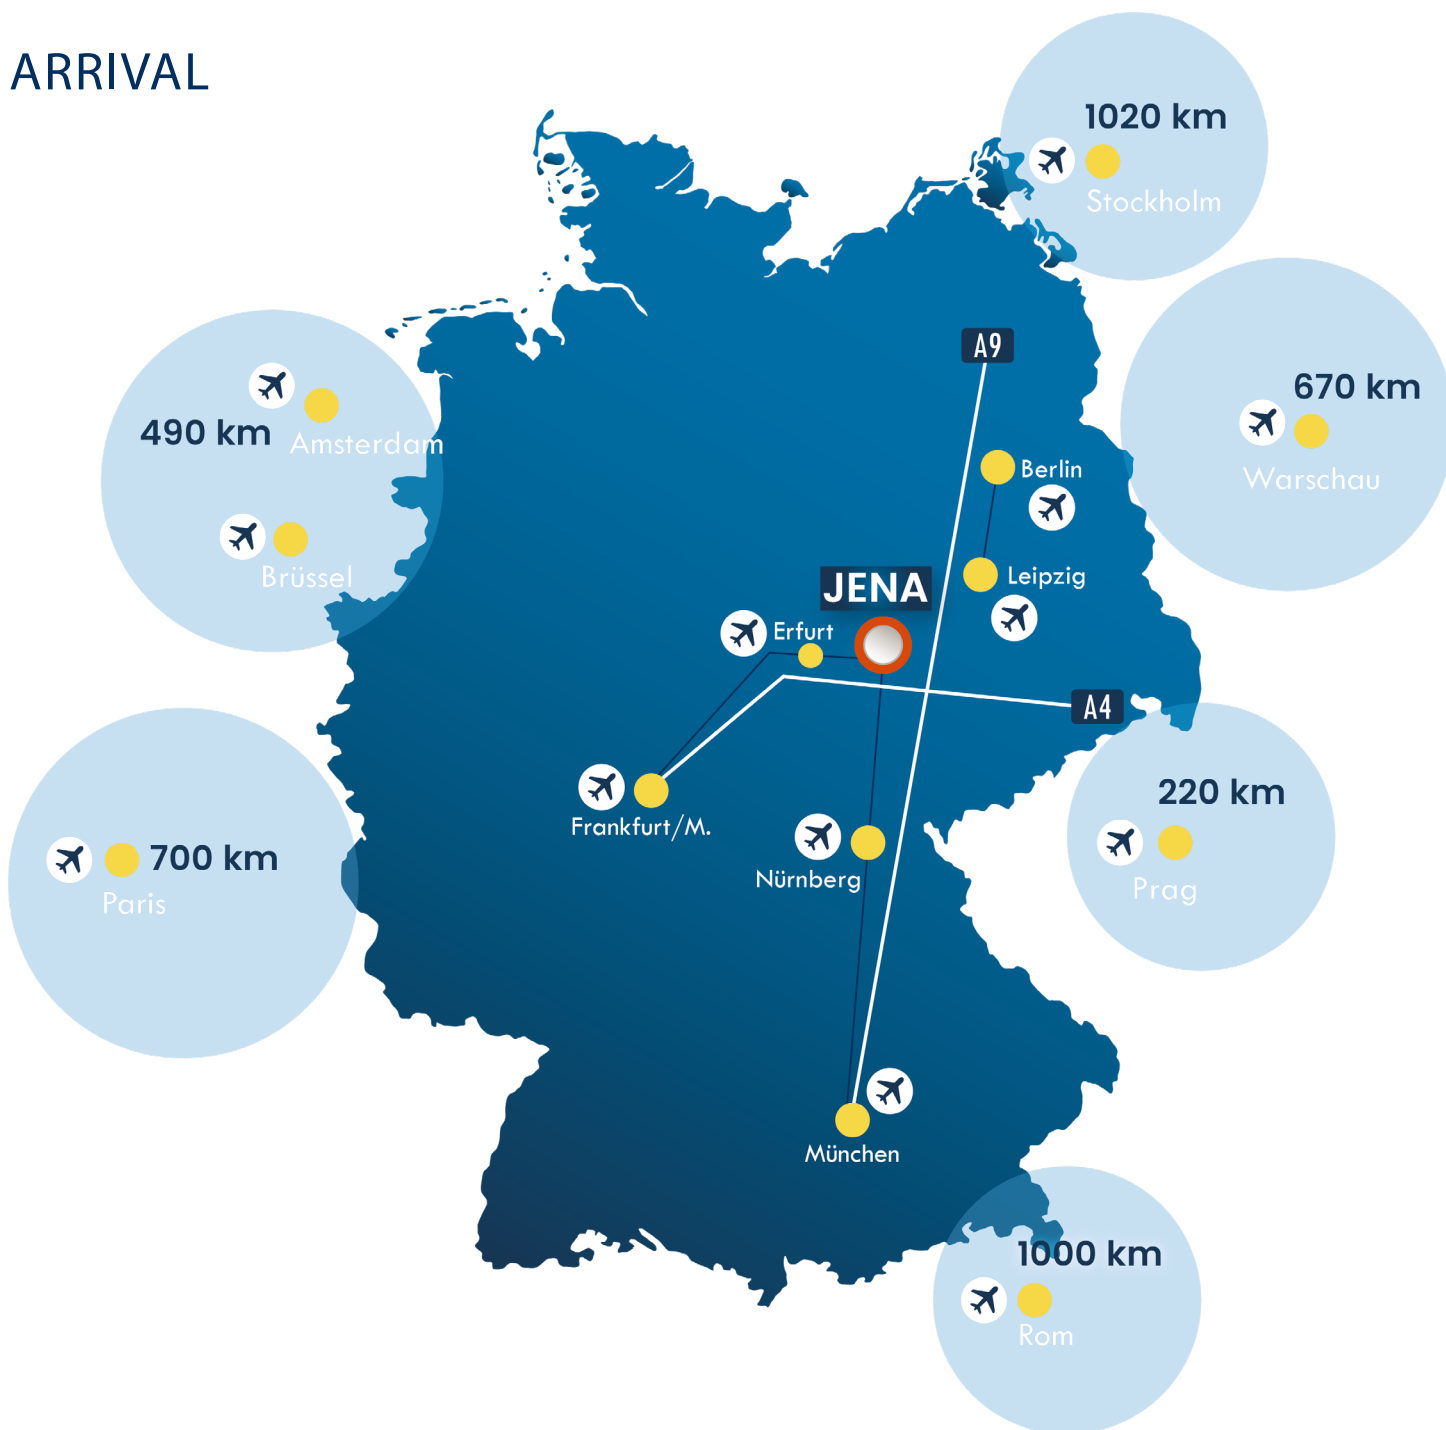 ARRIVAL
1020 km
Stockholm
A9
670 km
Warschau
490 km
Amsterdam
Brüssel
Berlin
Leipzig
JENA
Erfurt
A4
Frankfurt/M.
220 km
Prag
Nürnberg
700 km
Paris
München
1000 km
Rom